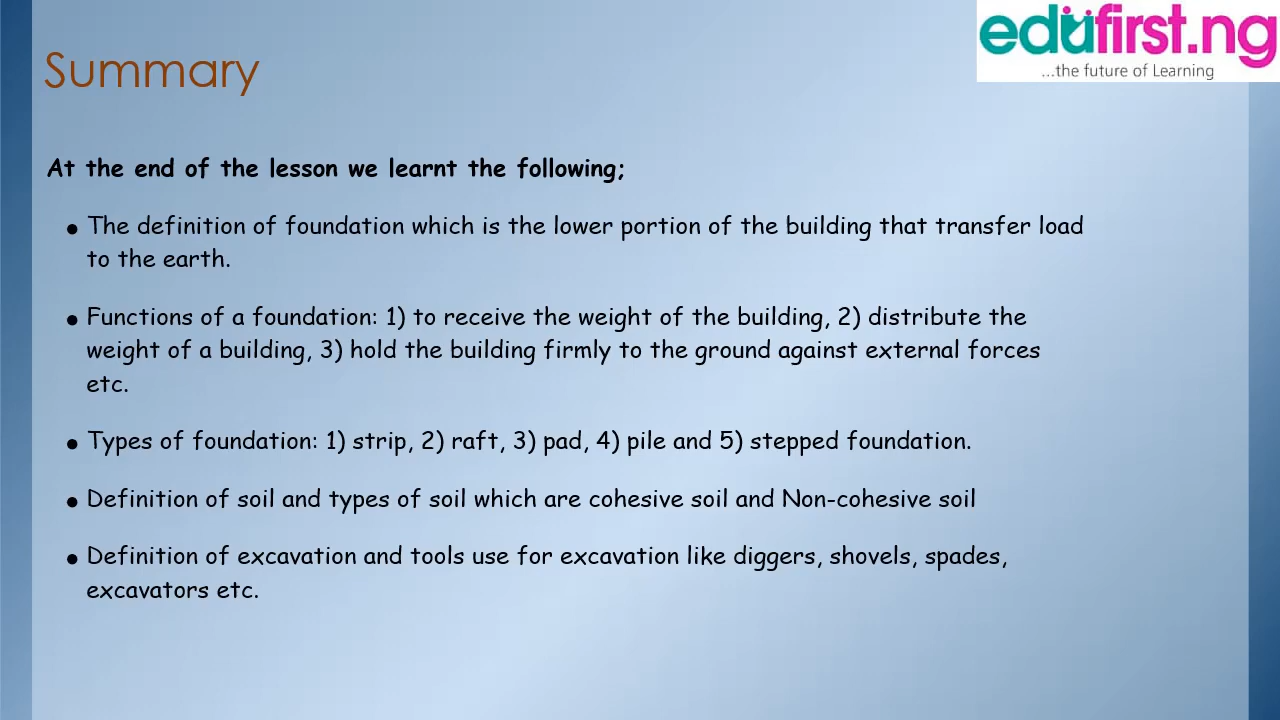 edufirst.ng
...the future of Learning
Summary
At the end of the lesson we learnt the following;
• The definition of foundation which is the lower portion of the building that transfer load
to the earth.
• Functions of a foundation: 1) to receive the weight of the building, 2) distribute the
weight of a building, 3) hold the building firmly to the ground against external forces
etc.
• Types of foundation: 1) strip, 2) raft, 3) pad, 4) pile and 5) stepped foundation.
• Definition of soil and types of soil which are cohesive soil and Non-cohesive soil
• Definition of excavation and tools use for excavation like diggers, shovels, spades,
excavators etc.